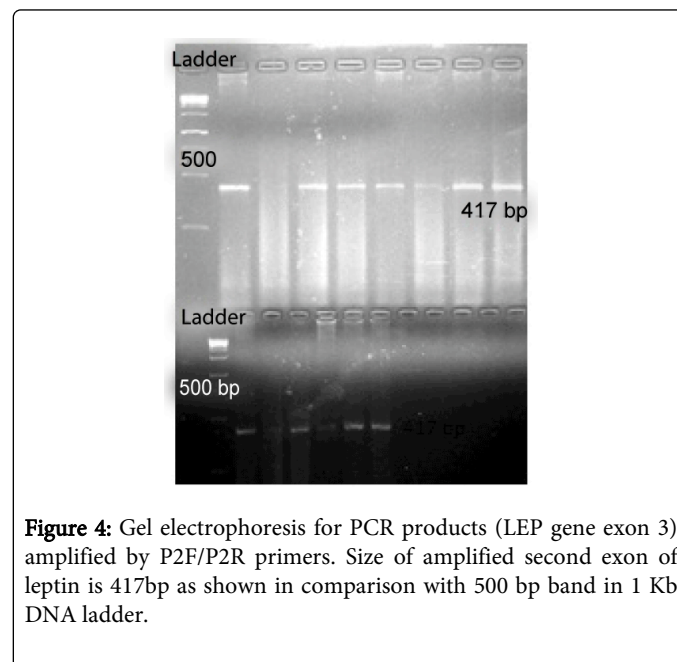 Ladder
500
417 bp
Ladder
500 bp
417 bp
Figure 4: Gel electrophoresis for PCR products (LEP gene exon 3)
amplified by P2F/P2R primers. Size of amplified second exon of
leptin is 417bp as shown in comparison with 500 bp band in 1 Kb
DNA ladder.